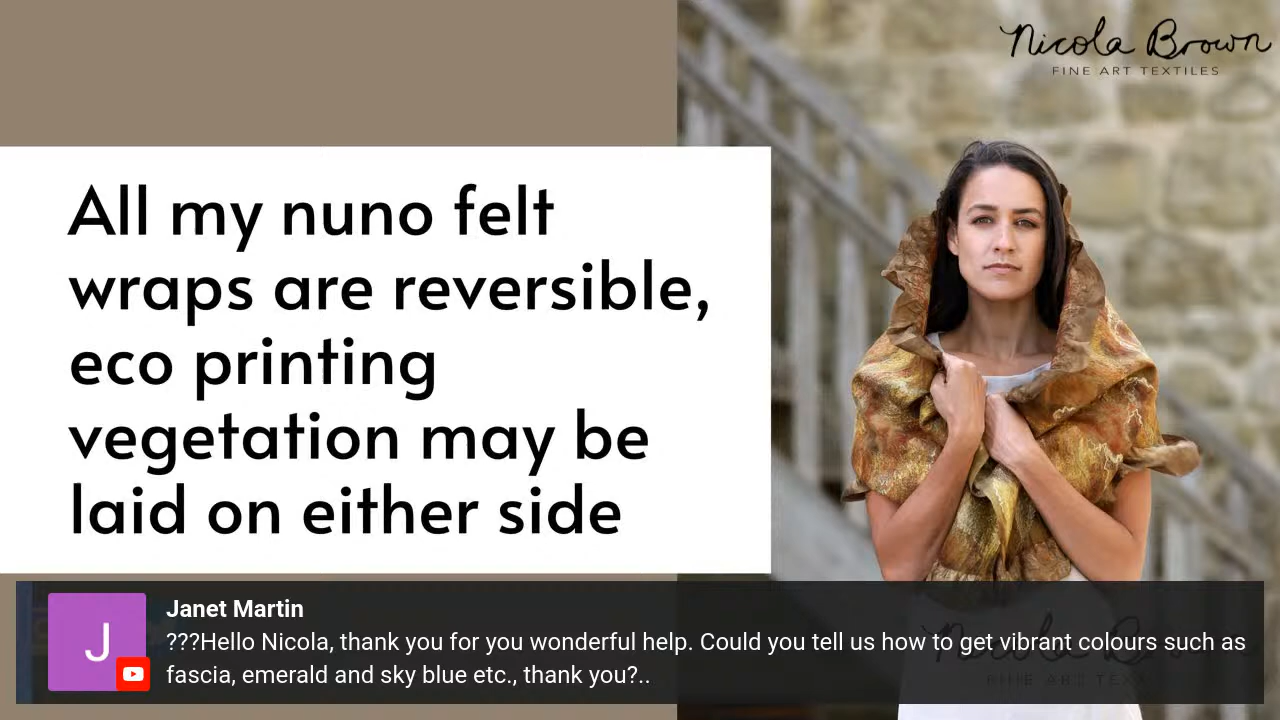 Nicola Brown
FINE ART TEXTILES
All my nuno felt
wraps are reversible,
eco printing
vegetation may be
laid on either side
J
Janet Martin
???Hello Nicola, thank you for you wonderful help. Could you tell us how to get vibrant colours such as
fascia, emerald and sky blue etc., thank you?..